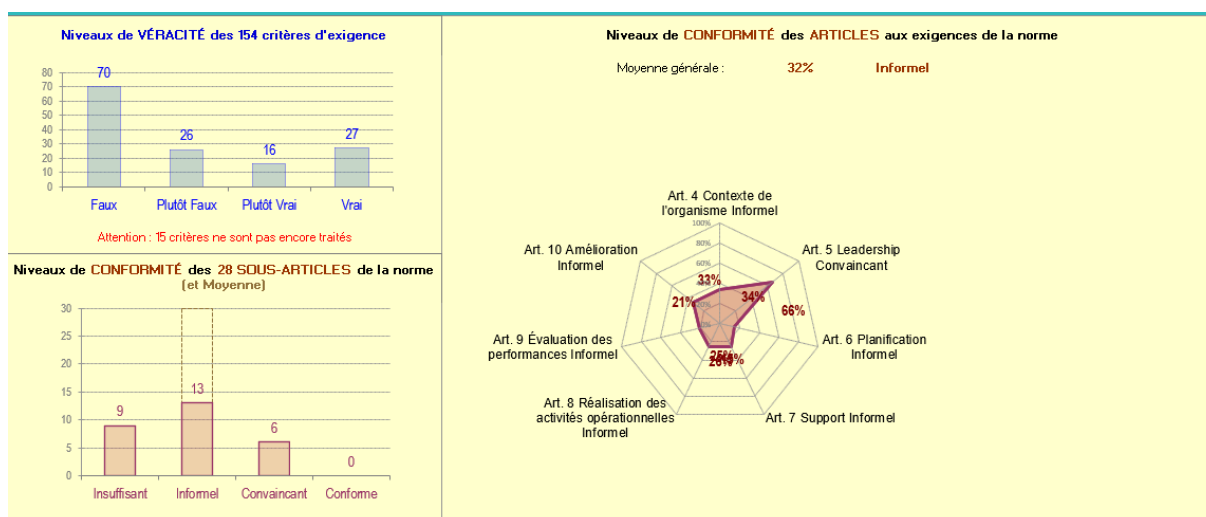 Niveaux de VÉRACITÉ des 154 critères d'exigence
80
70
60
50
40
30
20
10
0
70
26
16
27
Faux
Plutôt Faux
Plutôt Vrai
Vrai
Attention : 15 critères ne sont pas encore traités
Niveaux de CONFORMITÉ des 28 SOUS-ARTICLES de la norme
(et Moyenne)
30
25
20
15
10
5
0
9
13
6
0
Insuffisant
Informel
Convaincant
Conforme
Niveaux de CONFORMITÉ des ARTICLES aux exigences de la norme
Moyenne générale : 32% Informel
Art. 4 Contexte de
l'organisme Informel
100%
80%
60%
Art. 10 Amélioration
Informel
Art. 5 Leadership
Convaincant
33%
34%
21%
66%
Art. 9 Évaluation des
performances Informel
Art. 6 Planification
Informel
Art. 8 Réalisation des
activités opérationnelles
Informel
Art. 7 Support Informel